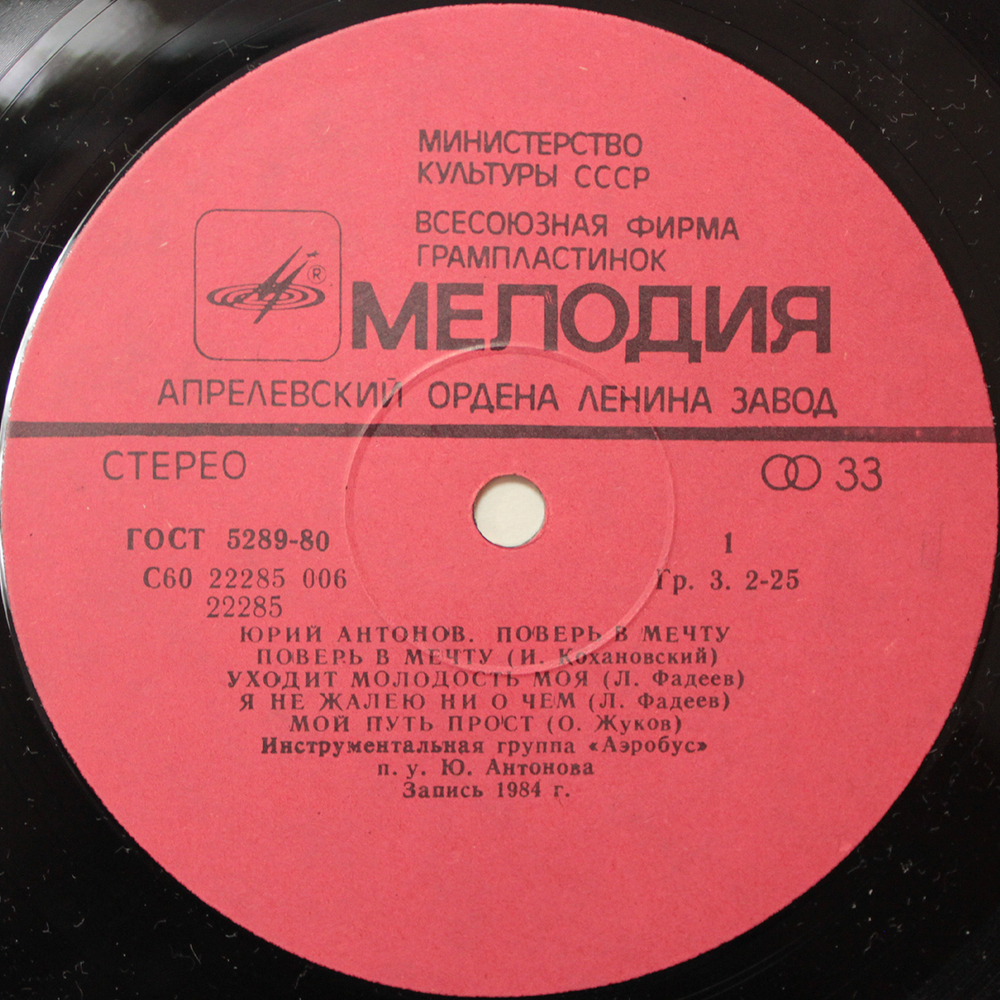 МИНИСТЕРСТВО
КУЛЬТУРЫ СССР
ВСЕСОЮЗНАЯ ФИРМА
ГРАМПЛАСТИНОК
®
МЕЛОДИЯ
АПРЕЛЕВСКИЙ ОРДЕНА ЛЕНИНА ЗАВОД
СТЕРЕО 33
ГОСТ 5289-80 1
С60 22285 006 Гр. 3. 2-25
22285
ЮРИЙ АНТОНОВ. ПОВЕРЬ В МЕЧТУ
ПОВЕРЬ В МЕЧТУ (И. Кохановский)
УХОДИТ МОЛОДОСТЬ МОЯ (Л. Фадеев)
Я НЕ ЖАЛЕЮ НИ О ЧЕМ (Л. Фадеев)
МОЙ ПУТЬ ПРОСТ (О. Жуков)
Инструментальная группа «Аэробус»
п. у. Ю. Антонова
Запись 1984 г.